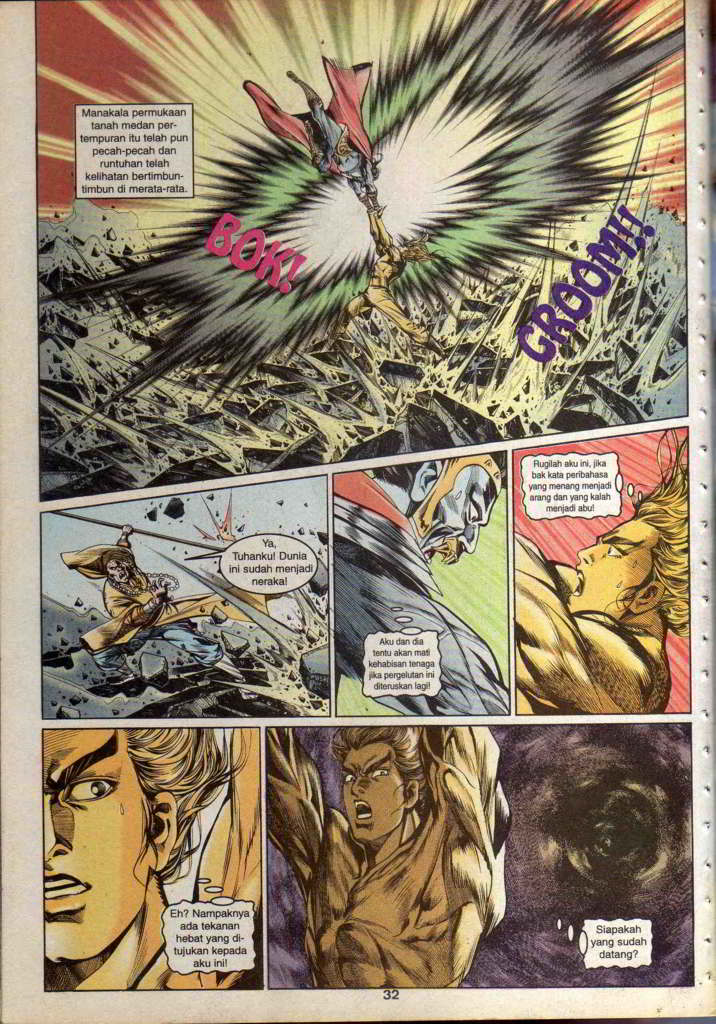 Manakala permukaan
tanah medan per-
tempuran itu telah pun
pecah-pecah dan
runtuhan telah
kelihatan bertimbun-
timbun di merata-rata.
BOK!
GROOM!!
Ya,
Tuhanku! Dunia
ini sudah menjadi
neraka!
Aku dan dia
tentu akan mati
kehabisan tenaga
jika pergelutan ini
diteruskan lagi!
Rugilah aku ini, jika
bak kata peribahasa
yang menang menjadi
arang dan yang kalah
menjadi abu!
Eh? Nampaknya
ada tekanan
hebat yang di-
tujukan kepada
aku ini!
Siapakah
yang sudah
datang?
32